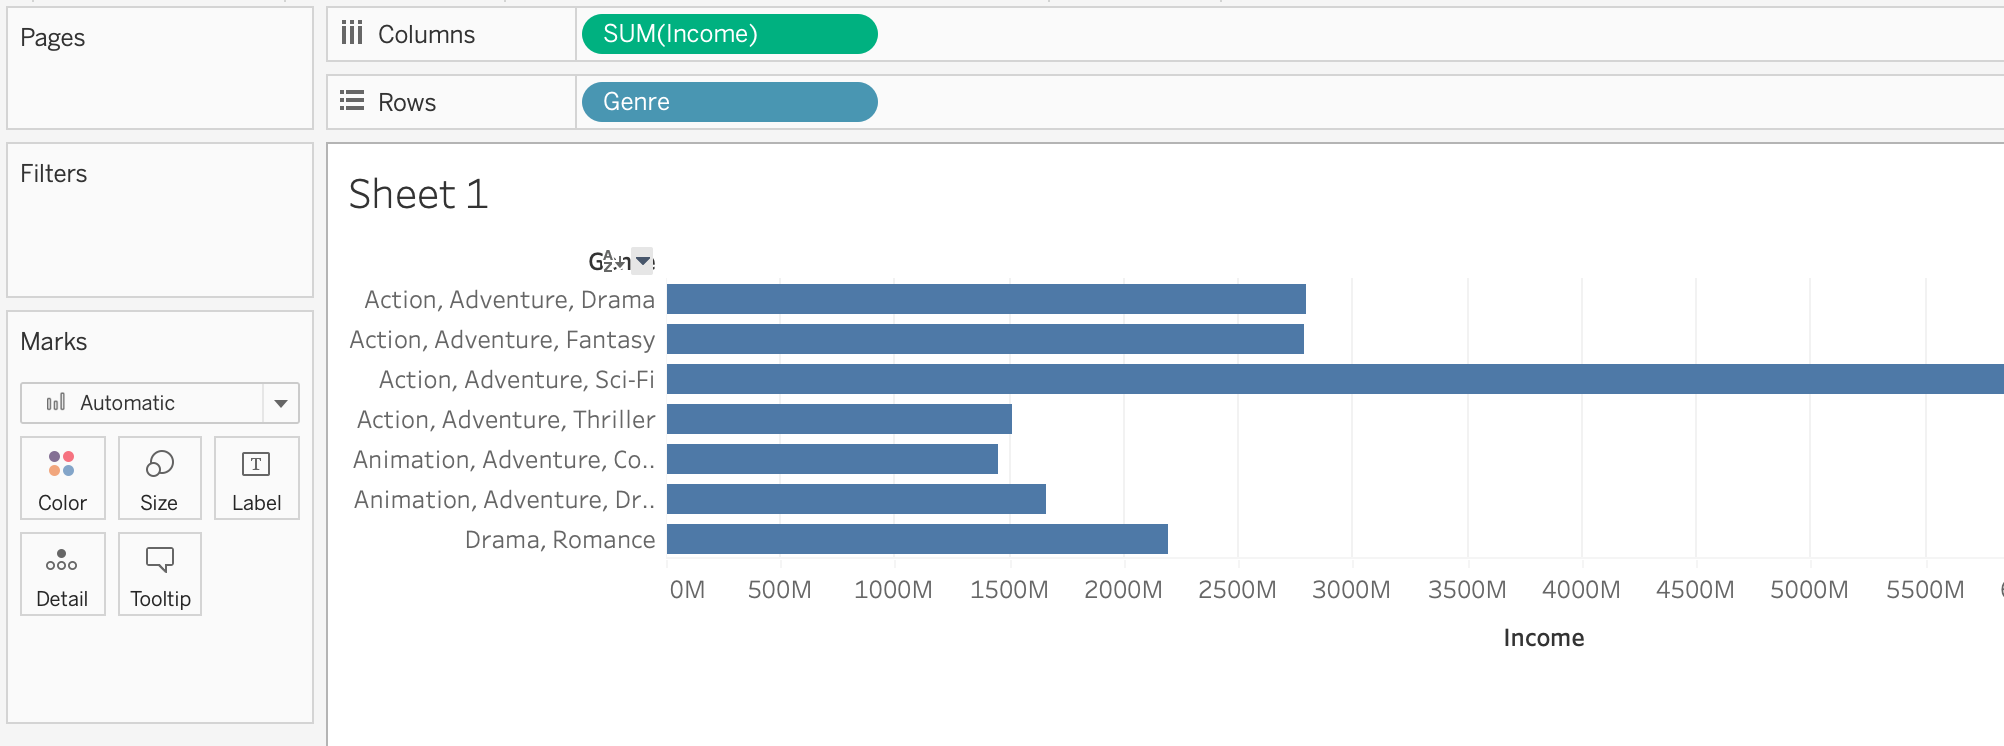 Pages
Columns
SUM(Income)
Rows
Genre
Filters
Sheet 1
Marks
Automatic
Color
Size
Label
Detail
Tooltip
Action, Adventure, Drama
Action, Adventure, Fantasy
Action, Adventure, Sci-Fi
Action, Adventure, Thriller
Animation, Adventure, Co..
Animation, Adventure, Dr..
Drama, Romance
0M 500M 1000M 1500M 2000M 2500M 3000M 3500M 4000M 4500M 5000M 5500M
Income